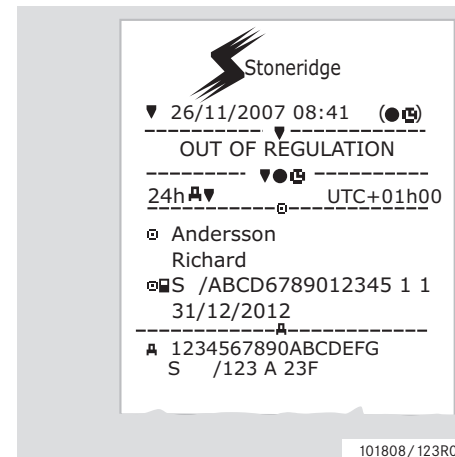 Stoneridge
▼ 26/11/2007 08:41 (●)
OUT OF REGULATION
24h▼ UTC+01h00
Andersson
Richard
S /ABCD6789012345 1 1
31/12/2012
1234567890ABCDEFG
S /123 A 23F
101808/123R0